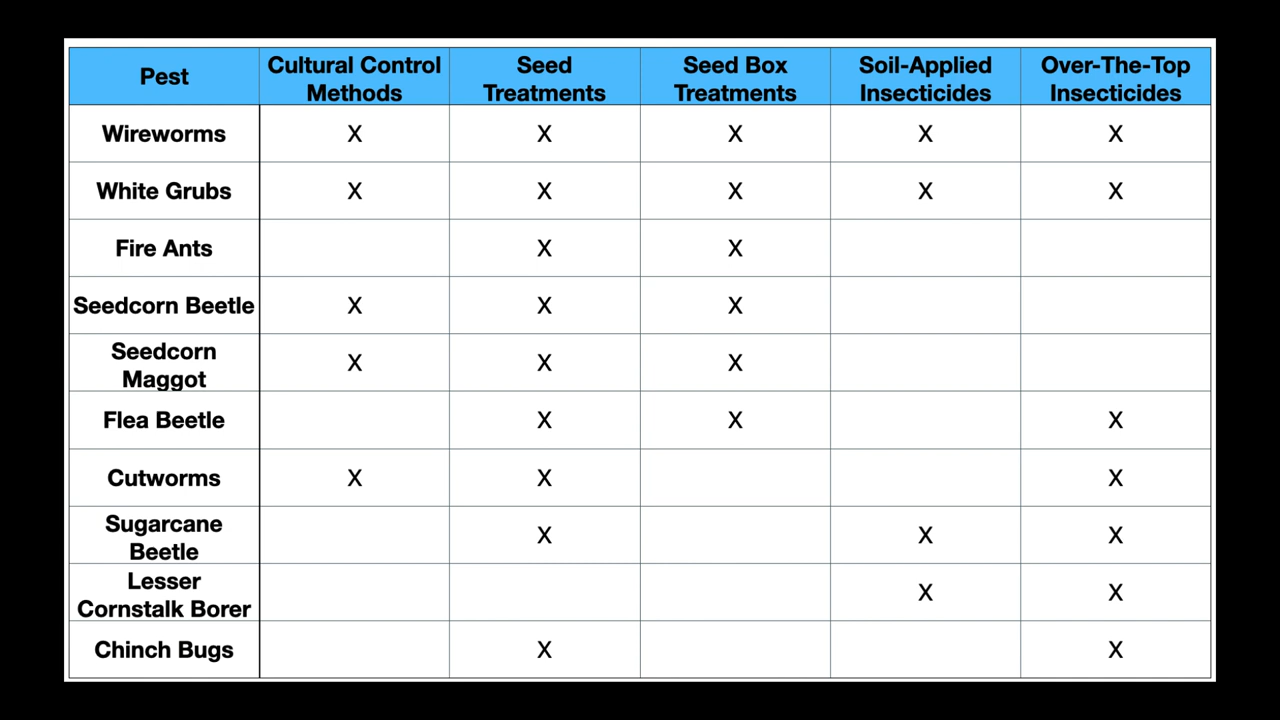 Pest Cultural Control Methods Seed Treatments Seed Box Treatments Soil-Applied Insecticides Over-The-Top Insecticides
Wireworms X X X X X
White Grubs X X X X X
Fire Ants X X
Seedcorn Beetle X X X
Seedcorn Maggot X X X
Flea Beetle X X X
Cutworms X X X
Sugarcane Beetle X X X
Lesser Cornstalk Borer X X
Chinch Bugs X X